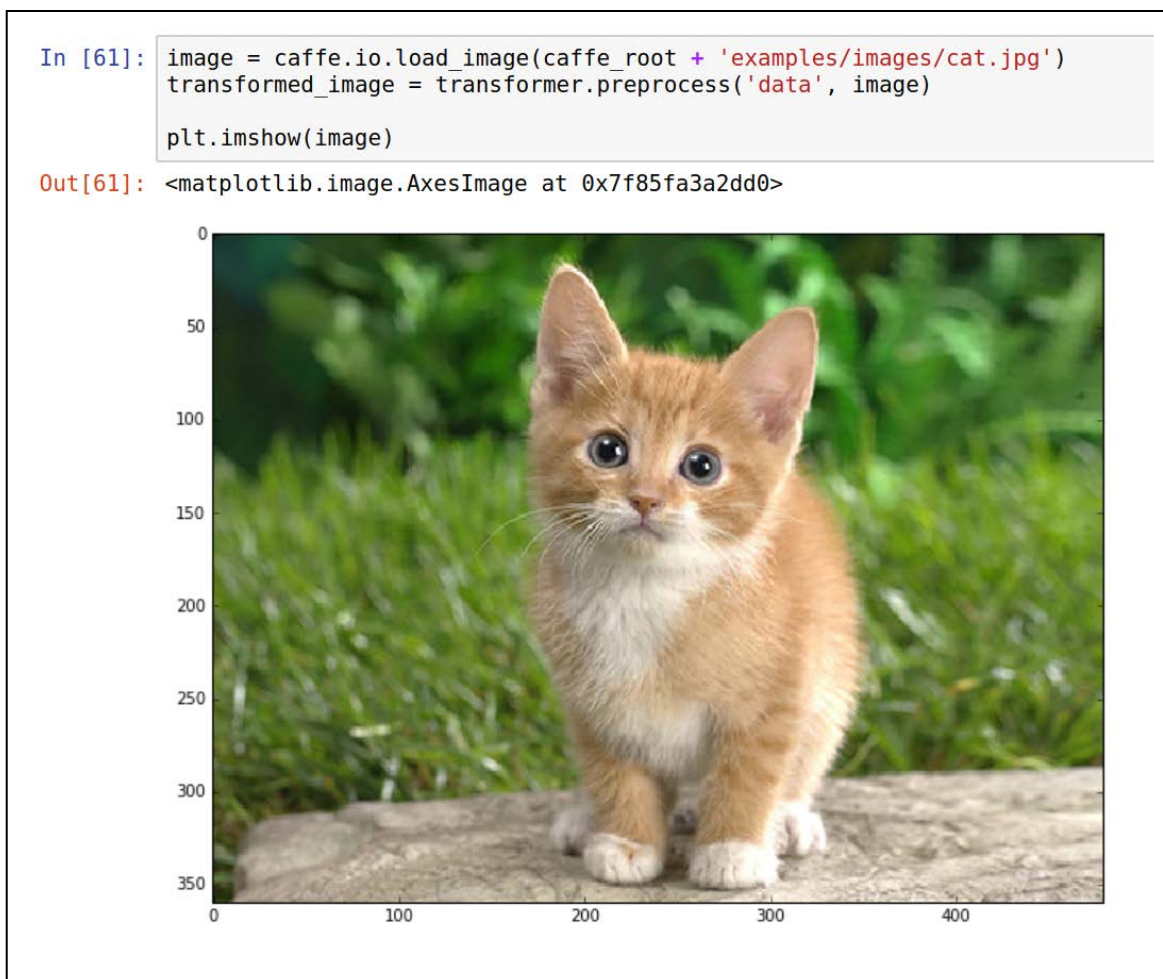 In [61]: image = caffe.io.load_image(caffe_root + 'examples/images/cat.jpg')
transformed_image = transformer.preprocess('data', image)
plt.imshow(image)
Out[61]: <matplotlib.image.AxesImage at 0x7f85fa3a2dd0>
0
50
100
150
200
250
300
350
0 100 200 300 400